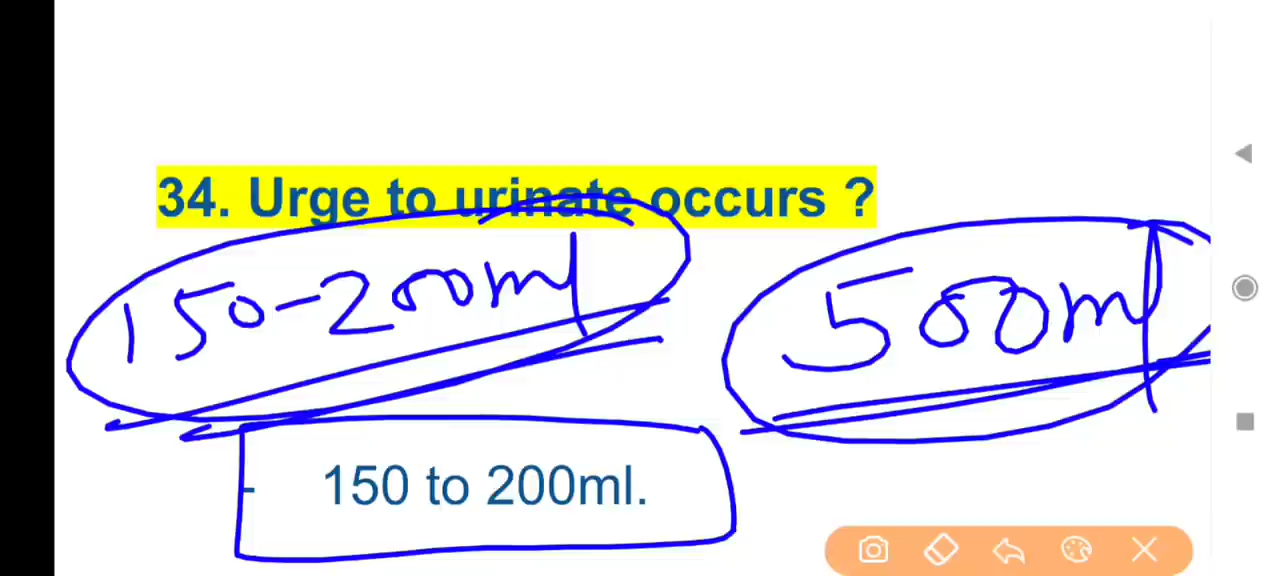 34. Urge to urinate occurs ?
150-200ml
500ml
- 150 to 200ml.